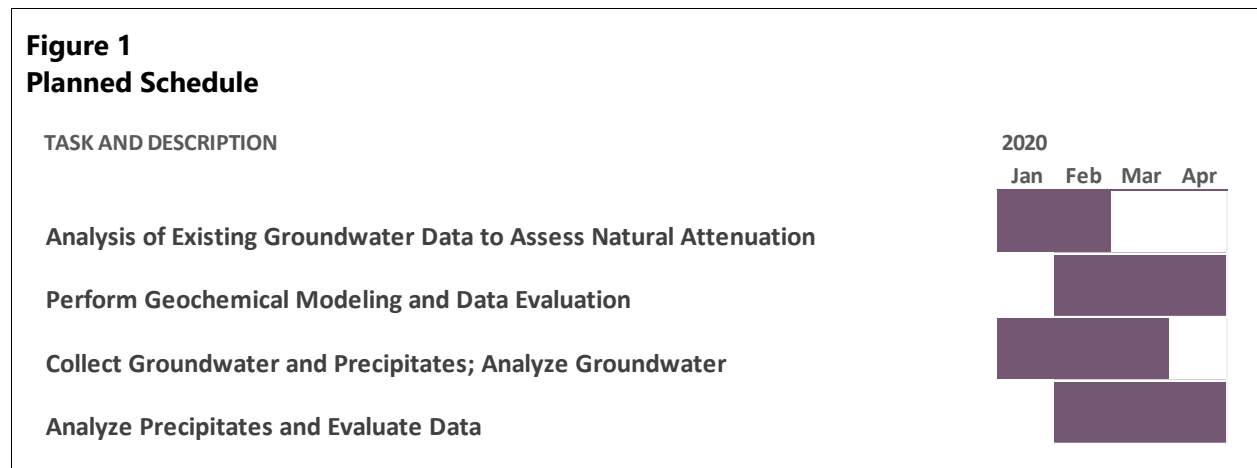 Figure 1
Planned Schedule
TASK AND DESCRIPTION 2020
Jan Feb Mar Apr
Analysis of Existing Groundwater Data to Assess Natural Attenuation
Perform Geochemical Modeling and Data Evaluation
Collect Groundwater and Precipitates; Analyze Groundwater
Analyze Precipitates and Evaluate Data